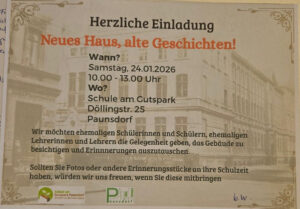 Herzliche Einladung
Neues Haus, alte Geschichten!
Wann?
Samstag, 24.01.2026
10.00 - 13.00 Uhr
Wo?
Schule am Gutspark
Döllingstr. 25
Paunsdorf
Wir möchten ehemaligen Schülerinnen und Schülern, ehemaligen
Lehrerinnen und Lehrern die Gelegenheit geben, das Gebäude zu
besichtigen und Erinnerungen auszutauschen.
Sollten Sie Fotos oder andere Erinnerungsstücke an ihre Schulzeit
haben, würden wir uns freuen, wenn Sie diese mitbringen